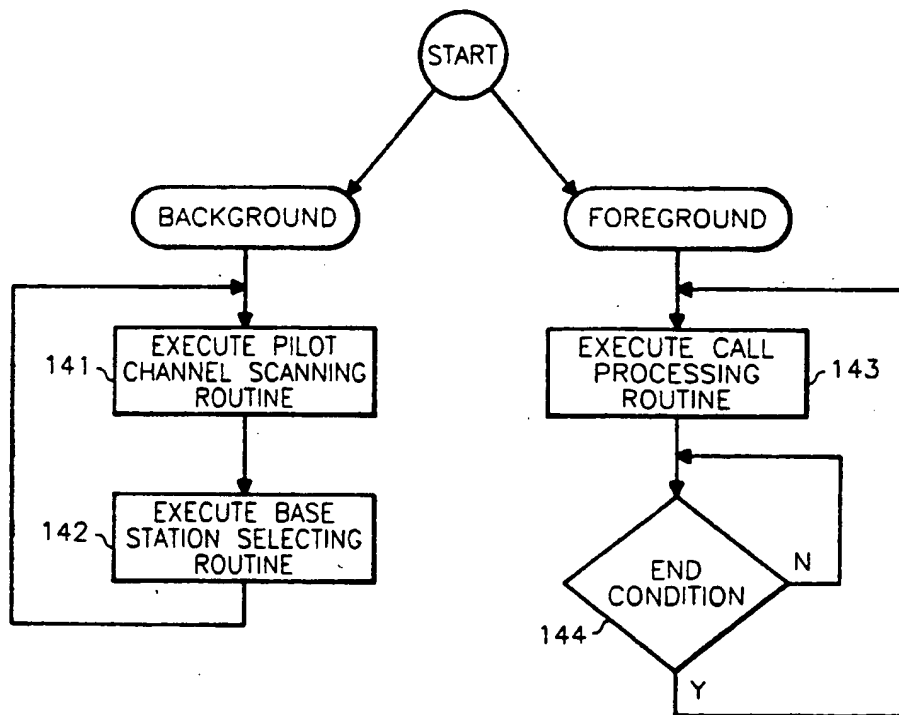 START
BACKGROUND
FOREGROUND
141
EXECUTE PILOT
CHANNEL SCANNING
ROUTINE
EXECUTE CALL
PROCESSING
ROUTINE
143
142
EXECUTE BASE
STATION SELECTING
ROUTINE
END
CONDITION
N
144
Y